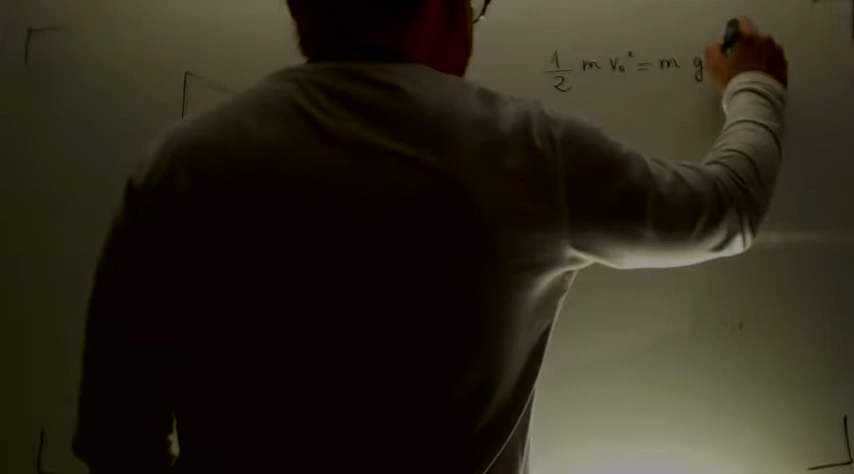 1/2 m v₀² = m g